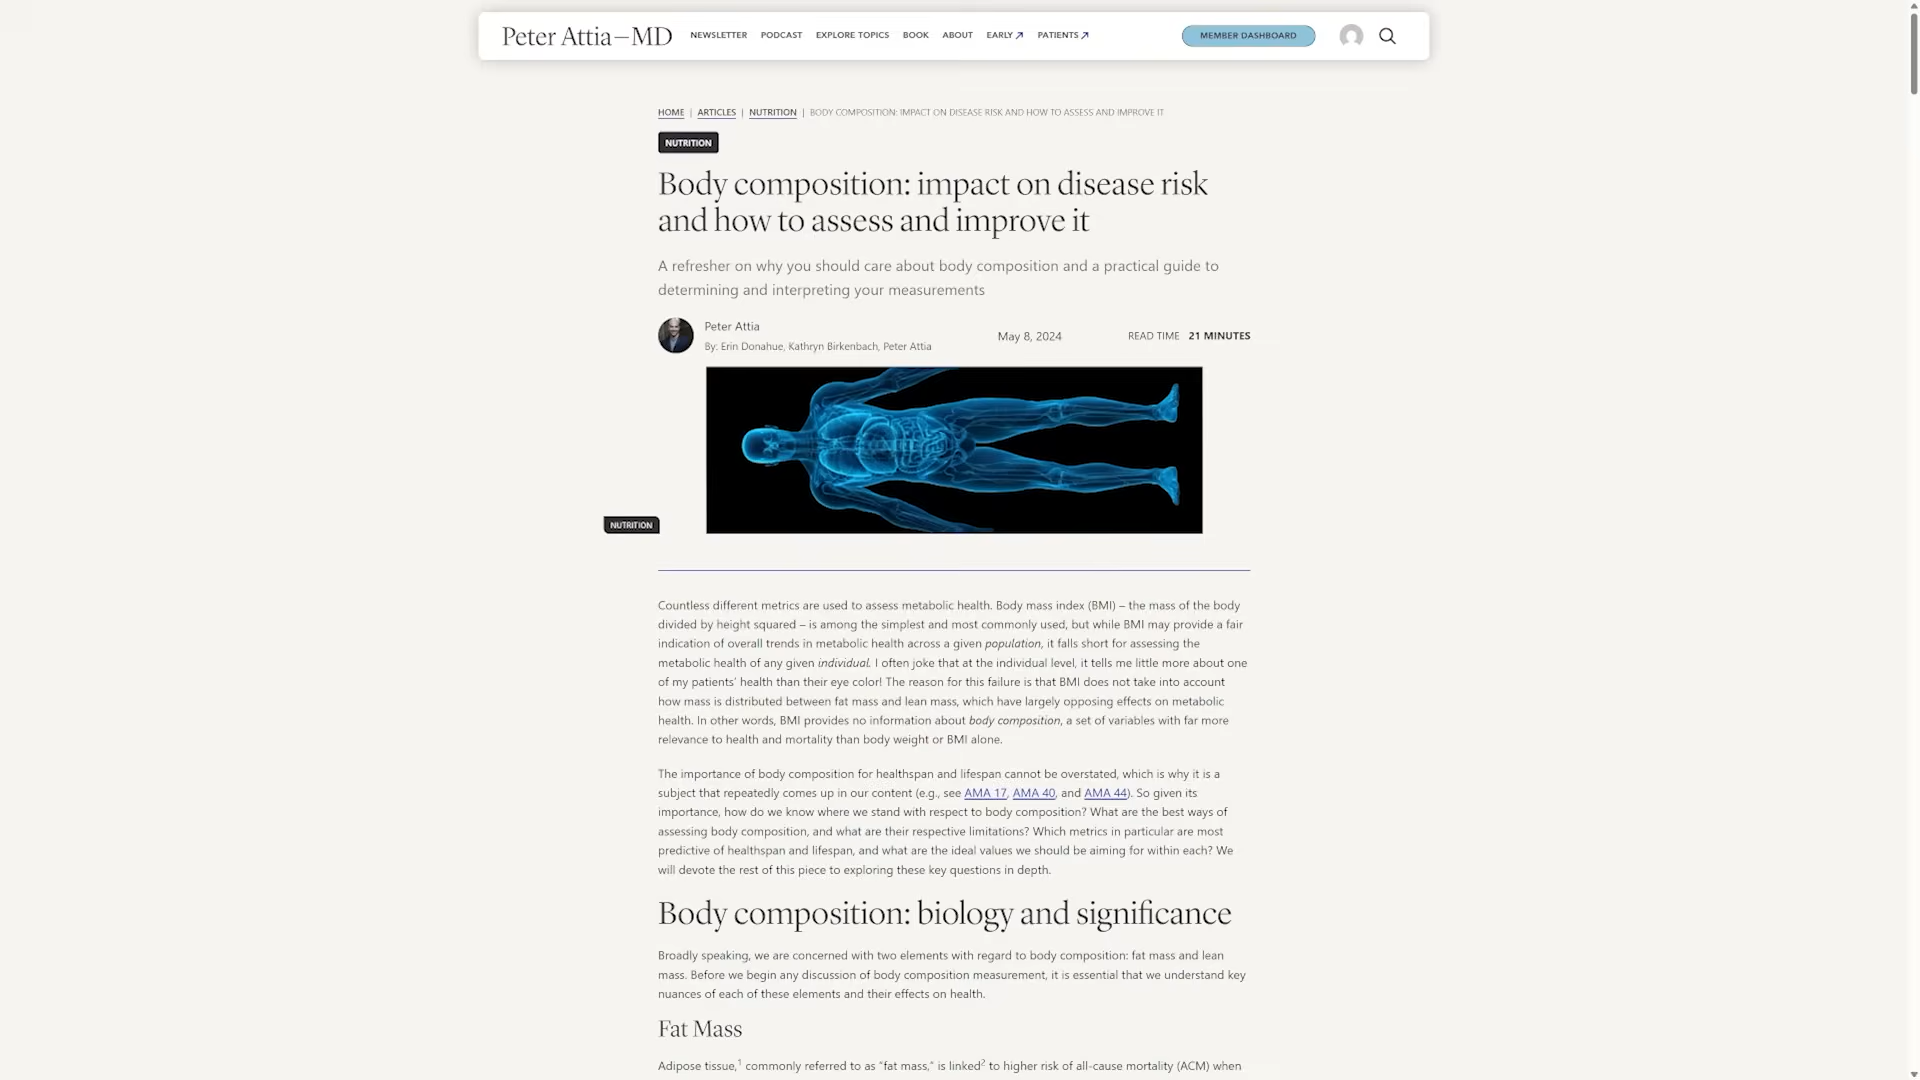 Peter Attia—MD
NEWSLETTER PODCAST EXPLORE TOPICS BOOK ABOUT EARLY PATIENTS
MEMBER DASHBOARD
HOME | ARTICLES | NUTRITION | BODY COMPOSITION: IMPACT ON DISEASE RISK AND HOW TO ASSESS AND IMPROVE IT
NUTRITION
Body composition: impact on disease risk
and how to assess and improve it
A refresher on why you should care about body composition and a practical guide to
determining and interpreting your measurements
Peter Attia
By: Erin Donahue, Kathryn Birkenbach, Peter Attia
May 8, 2024
READ TIME 21 MINUTES
NUTRITION
Countless different metrics are used to assess metabolic health. Body mass index (BMI) – the mass of the body
divided by height squared – is among the simplest and most commonly used, but while BMI may provide a fair
indication of overall trends in metabolic health across a given population, it falls short for assessing the
metabolic health of any given individual. I often joke that at the individual level, it tells me little more about one
of my patients' health than their eye color! The reason for this failure is that BMI does not take into account
how mass is distributed between fat mass and lean mass, which have largely opposing effects on metabolic
health. In other words, BMI provides no information about body composition, a set of variables with far more
relevance to health and mortality than body weight or BMI alone.
The importance of body composition for healthspan and lifespan cannot be overstated, which is why it is a
subject that repeatedly comes up in our content (e.g., see AMA 17, AMA 40, and AMA 44). So given its
importance, how do we know where we stand with respect to body composition? What are the best ways of
assessing body composition, and what are their respective limitations? Which metrics in particular are most
predictive of healthspan and lifespan, and what are the ideal values we should be aiming for within each? We
will devote the rest of this piece to exploring these key questions in depth.
Body composition: biology and significance
Broadly speaking, we are concerned with two elements with regard to body composition: fat mass and lean
mass. Before we begin any discussion of body composition measurement, it is essential that we understand key
nuances of each of these elements and their effects on health.
Fat Mass
Adipose tissue,1 commonly referred to as "fat mass," is linked2 to higher risk of all-cause mortality (ACM) when